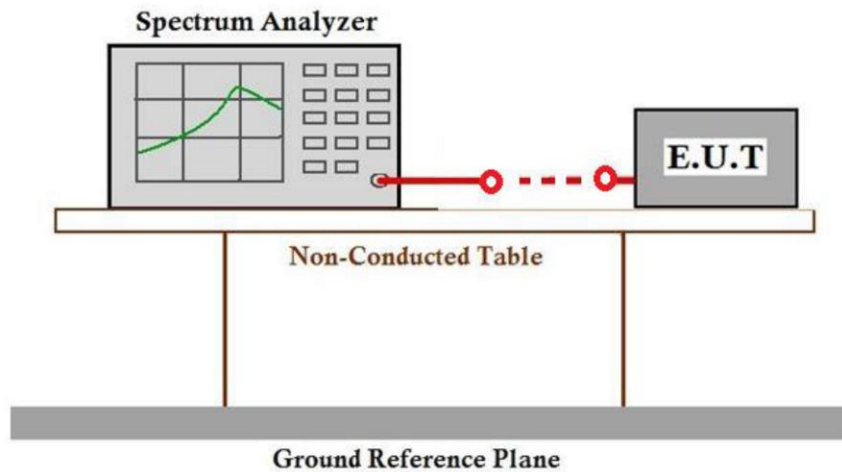 Spectrum Analyzer
E.U.T
Non-Conducted Table
Ground Reference Plane